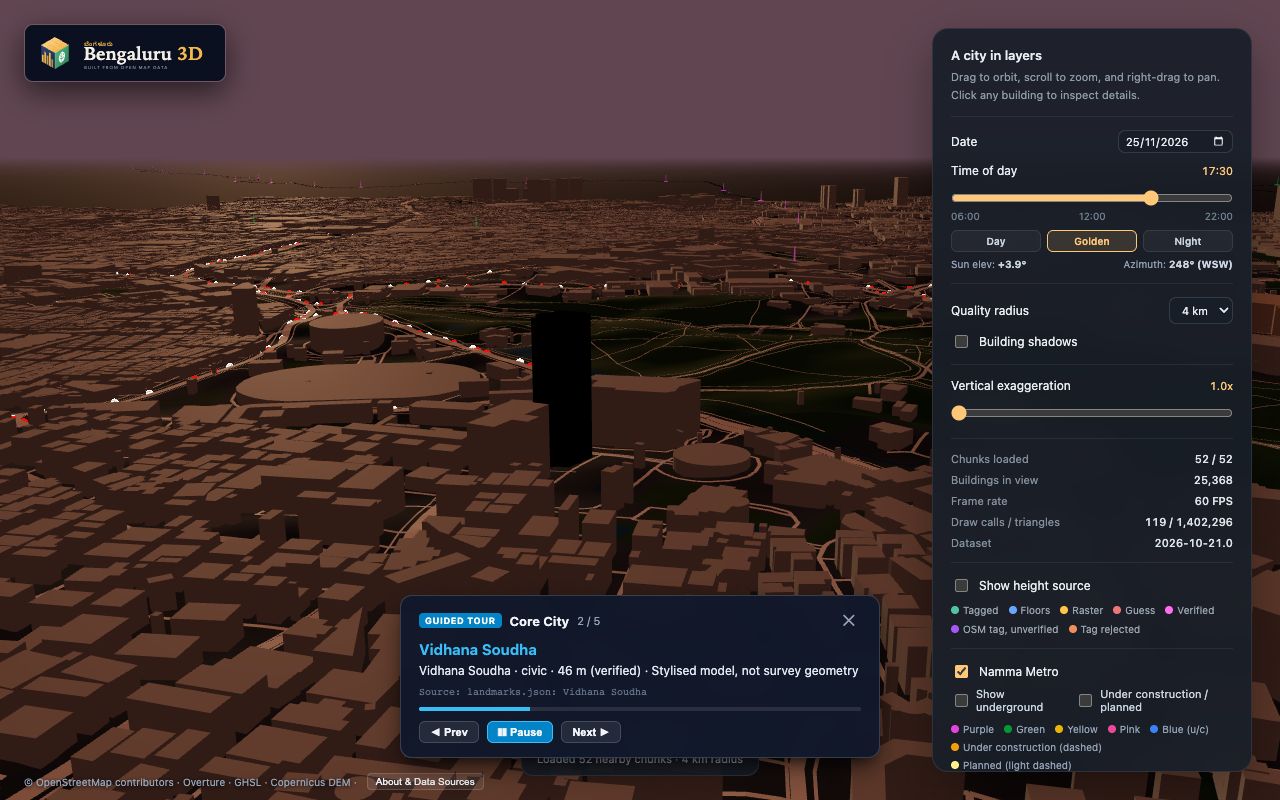 Bengaluru 3D
BUILT FROM OPEN MAP DATA
A city in layers
Drag to orbit, scroll to zoom, and right-drag to pan.
Click any building to inspect details.
Date 25/11/2026
Time of day 17:30
06:00 12:00 22:00
Day Golden Night
Sun elev: +3.9° Azimuth: 248° (WSW)
Quality radius 4 km
Building shadows
Vertical exaggeration 1.0x
Chunks loaded 52 / 52
Buildings in view 25,368
Frame rate 60 FPS
Draw calls / triangles 119 / 1,402,296
Dataset 2026-10-21.0
Show height source
Tagged Floors Raster Guess Verified
OSM tag, unverified Tag rejected
Namma Metro
Show underground
Under construction / planned
Purple Green Yellow Pink Blue (u/c)
Under construction (dashed)
Planned (light dashed)
GUIDED TOUR Core City 2 / 5
Vidhana Soudha
Vidhana Soudha · civic · 46 m (verified) · Stylised model, not survey geometry
Source: landmarks.json: Vidhana Soudha
Prev Pause Next
Loaded 52 nearby chunks · 4 km radius
© OpenStreetMap contributors · Overture · GHSL · Copernicus DEM · About & Data Sources